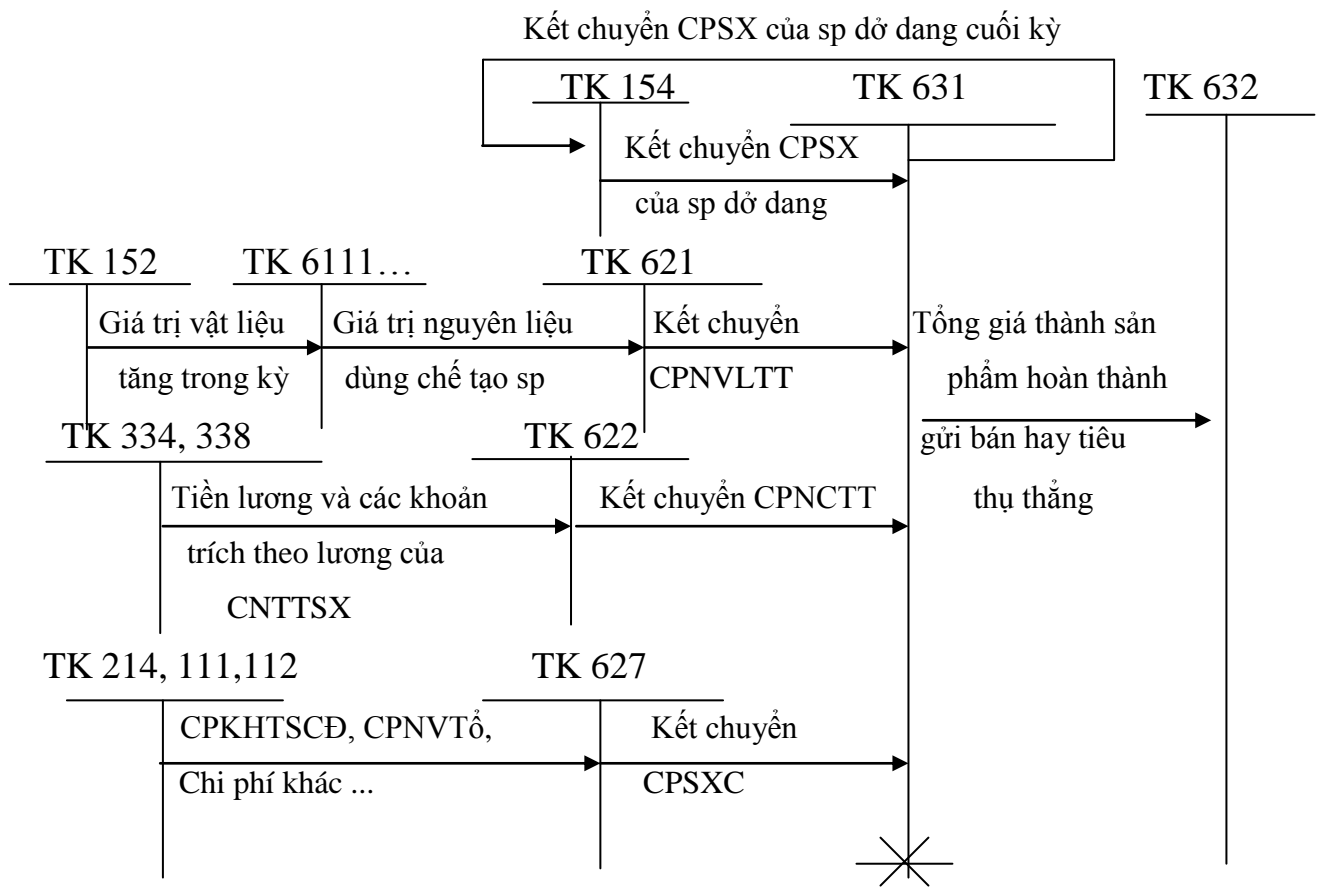 Kết chuyển CPSX của sp dở dang cuối kỳ
TK 154
TK 631
TK 632
Kết chuyển CPSX
của sp dở dang
TK 152
TK 6111…
TK 621
Giá trị vật liệu
tăng trong kỳ
Giá trị nguyên liệu
dùng chế tạo sp
Kết chuyển
CPNVLTT
Tổng giá thành sản
phẩm hoàn thành
gửi bán hay tiêu
thụ thẳng
TK 334, 338
TK 622
Tiền lương và các khoản
trích theo lương của
CNTTSX
Kết chuyển CPNCTT
TK 214, 111,112
TK 627
CPKHTSCĐ, CPNVTổ,
Chi phí khác ...
Kết chuyển
CPSXC